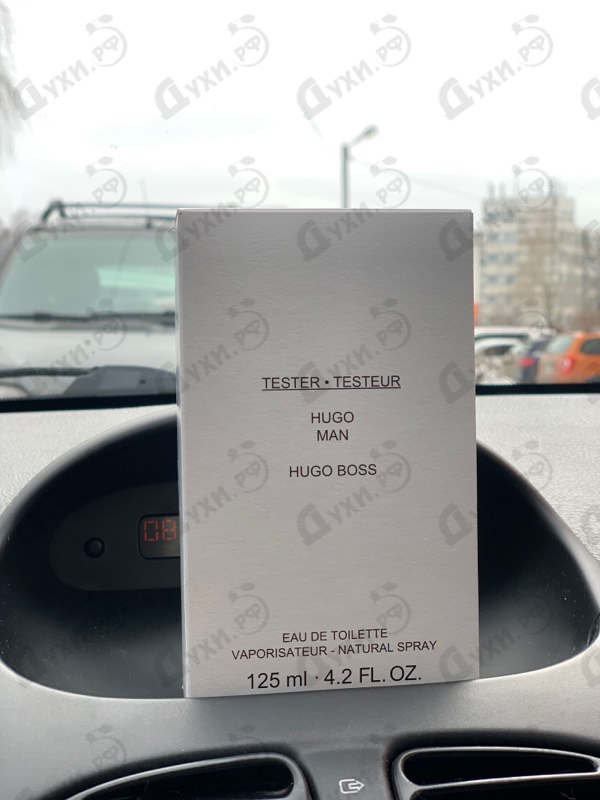 TESTER • TESTEUR
HUGO
MAN
HUGO BOSS
EAU DE TOILETTE
VAPORISATEUR - NATURAL SPRAY
125 ml · 4.2 FL. OZ.
08
Духи.рф